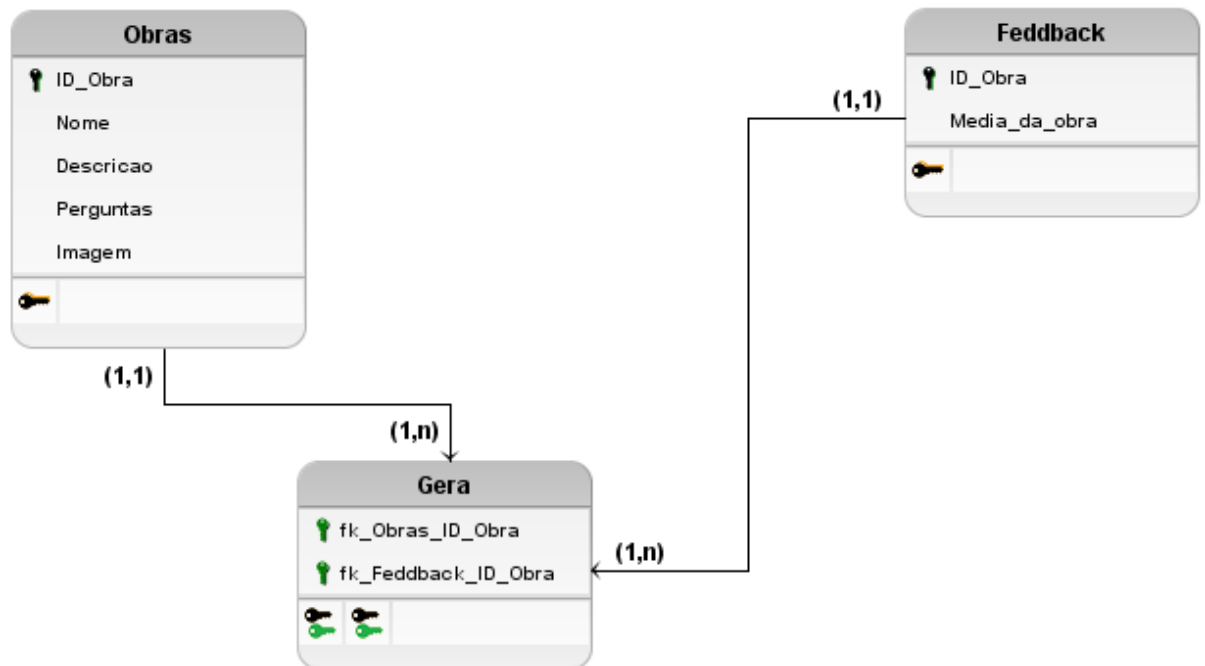 Obras
ID_Obra
Nome
Descricao
Perguntas
Imagem
(1,1)
Feddback
ID_Obra
Media_da_obra
(1,1)
(1,n)
Gera
fk_Obras_ID_Obra
fk_Feddback_ID_Obra
(1,n)